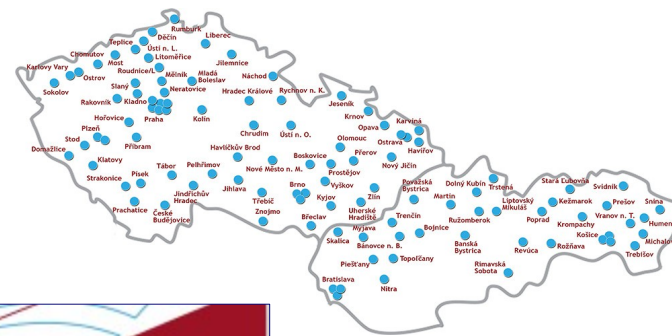 Rumburk
Děčín
Liberec
Teplice
Ústí n. L.
Chomutov
Litoměřice
Jilemnice
Most
Karlovy Vary
Roudnice/L
Ostrov
Mělník
Mladá
Boleslav
Náchod
Sokolov
Slaný
Neratovice
Hradec Králové
Rychnov n. K.
Rakovník
Kladno
Jeseník
Praha
Kolín
Krnov
Hořovice
Opava
Karviná
Plzeň
Chrudim
Ústí n. O.
Stod
Příbram
Olomouc
Ostrava
Domažlice
Havlíčkův Brod
Havířov
Klatovy
Boskovice
Přerov
Tábor
Pelhřimov
Nové Město n. M.
Nový Jičín
Strakonice
Písek
Prostějov
Jihlava
Brno
Vyškov
Považská
Bystrica
Dolný Kubín
Trstená
Stará Ľubovňa
Svidník
Jindřichův
Hradec
Zlín
Martin
Liptovský
Mikuláš
Kežmarok
Prešov
Snina
Prachatice
České
Budějovice
Třebíč
Kyjov
Znojmo
Uherské
Hradiště
Trenčín
Ružomberok
Poprad
Vranov n. T.
Humen
Břeclav
Myjava
Bojnice
Krompachy
Skalica
Bánovce n. B.
Banská
Bystrica
Revúca
Rožňava
Košice
Michalo
Trebišov
Piešťany
Topoľčany
Rimavská
Sobota
Bratislava
Nitra